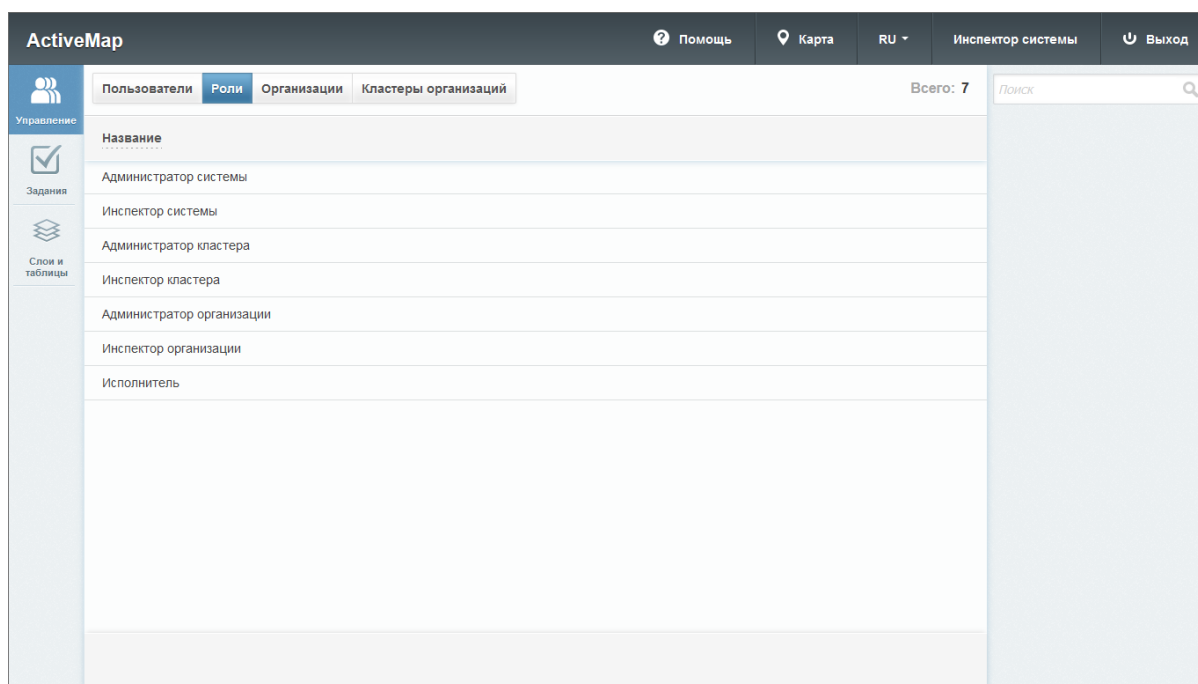 ActiveMap
Помощь
Карта
RU
Инспектор системы
Выход
Управление
Задания
Слои и
таблицы
Пользователи
Роли
Организации
Кластеры организаций
Всего: 7
Поиск
Название
Администратор системы
Инспектор системы
Администратор кластера
Инспектор кластера
Администратор организации
Инспектор организации
Исполнитель